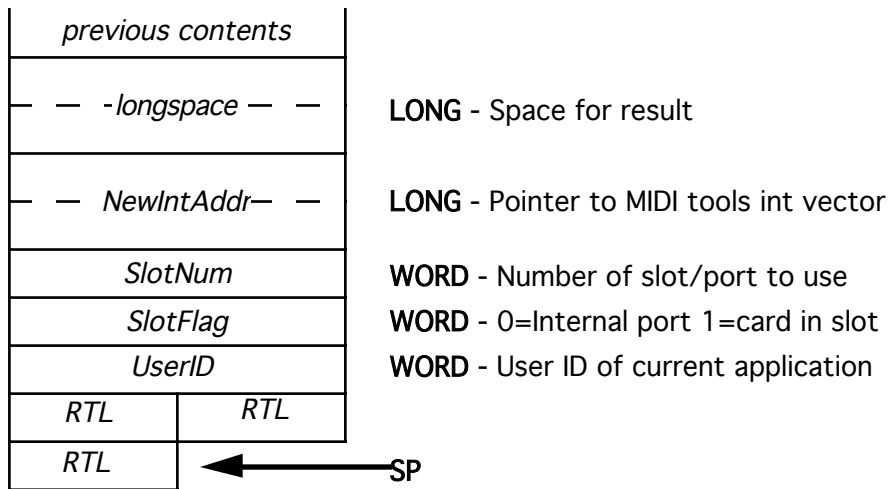 previous contents
longspace LONG - Space for result
NewIntAddr LONG - Pointer to MIDI tools int vector
SlotNum WORD - Number of slot/port to use
SlotFlag WORD - 0=Internal port 1=card in slot
UserID WORD - User ID of current application
RTL RTL
RTL SP